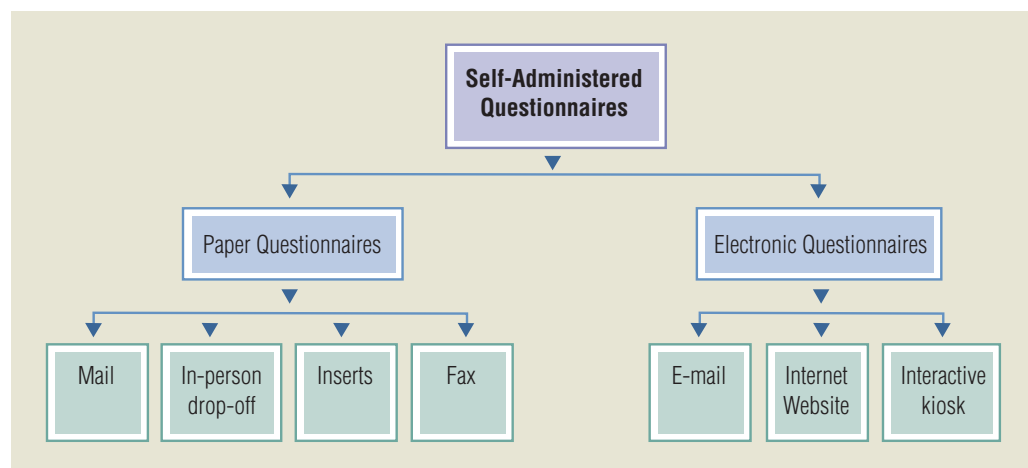 Self-Administered
Questionnaires
Paper Questionnaires
Electronic Questionnaires
Mail
In-person
drop-off
Inserts
Fax
E-mail
Internet
Website
Interactive
kiosk